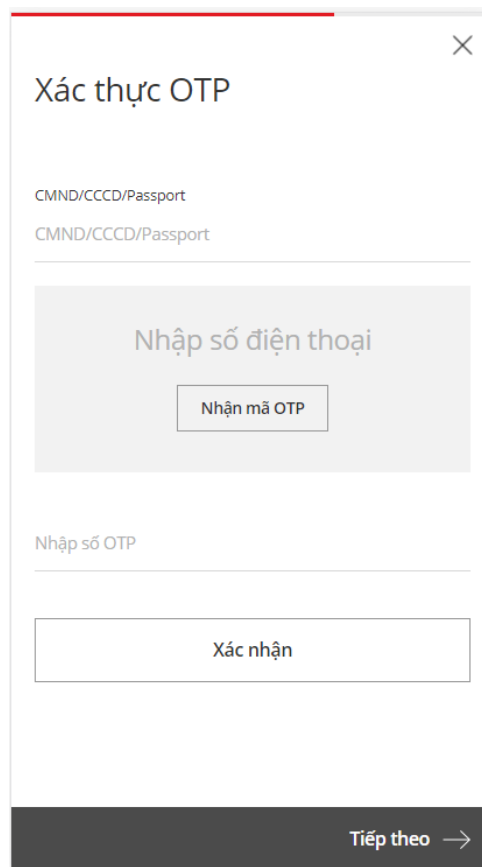 Xác thực OTP
CMND/CCCD/Passport
CMND/CCCD/Passport
Nhập số điện thoại
Nhận mã OTP
Nhập số OTP
Xác nhận
Tiếp theo